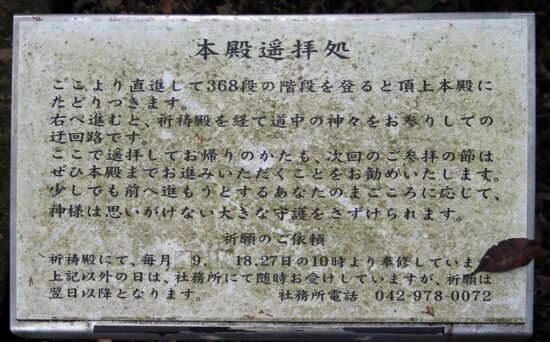 本殿遥拝処
ここより直進して368段の階段を登ると頂上本殿に
たどりつきます。
右へ進むと、祈祷殿を経て道中の神々をお参りしての
迂回路です。
ここで遥拝してお帰りのかたも、次回のご参拝の節は
ぜひ本殿までお進みいただくことをお勧めいたします。
少しでも前へ進もうとするあなたのまごころに応じて、
神様は思いがけない大きな守護をさずけられます。
祈願のご依頼
祈祷殿にて、毎月 9. 18.27日の10時より奉修しています
上記以外の日は、社務所にて随時お受けしていますが、祈願は
翌日以降となります。 社務所電話 042-978-0072